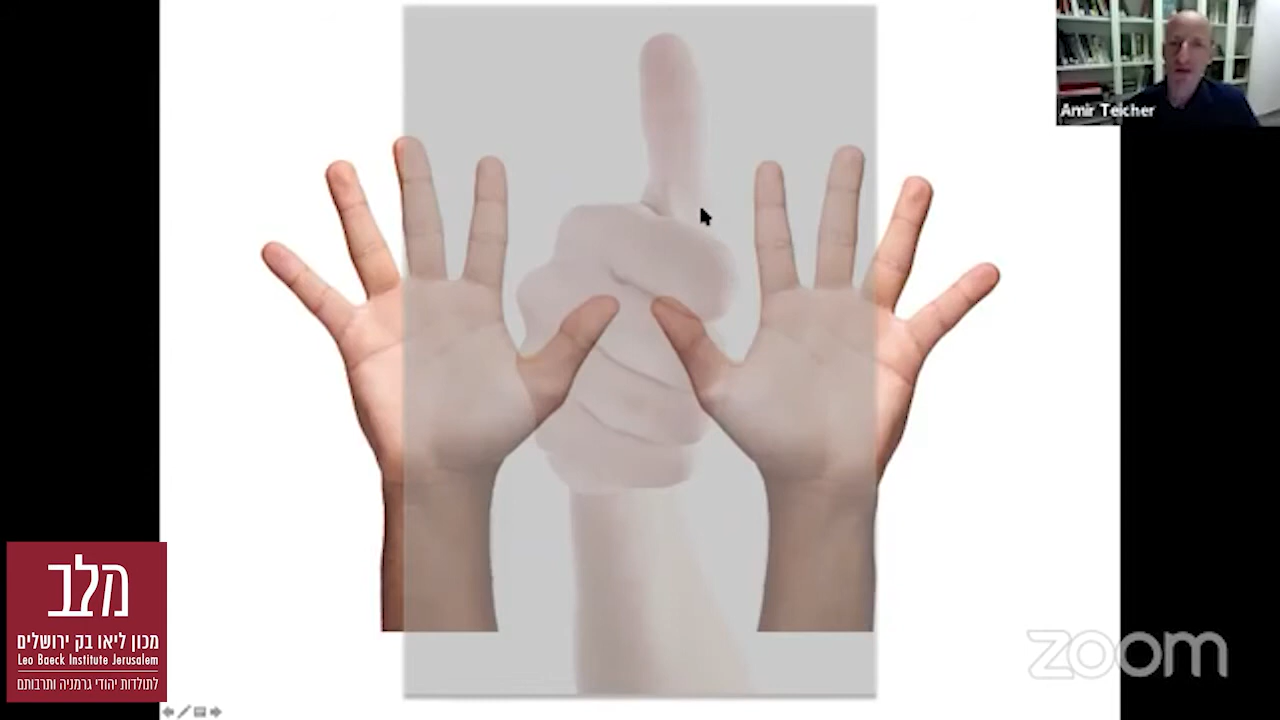 Amir Teicher
מלב
מכון ליאו בק ירושלים
Leo Baeck Institute Jerusalem
לתולדות יהודי גרמניה ותרבותם
zoom